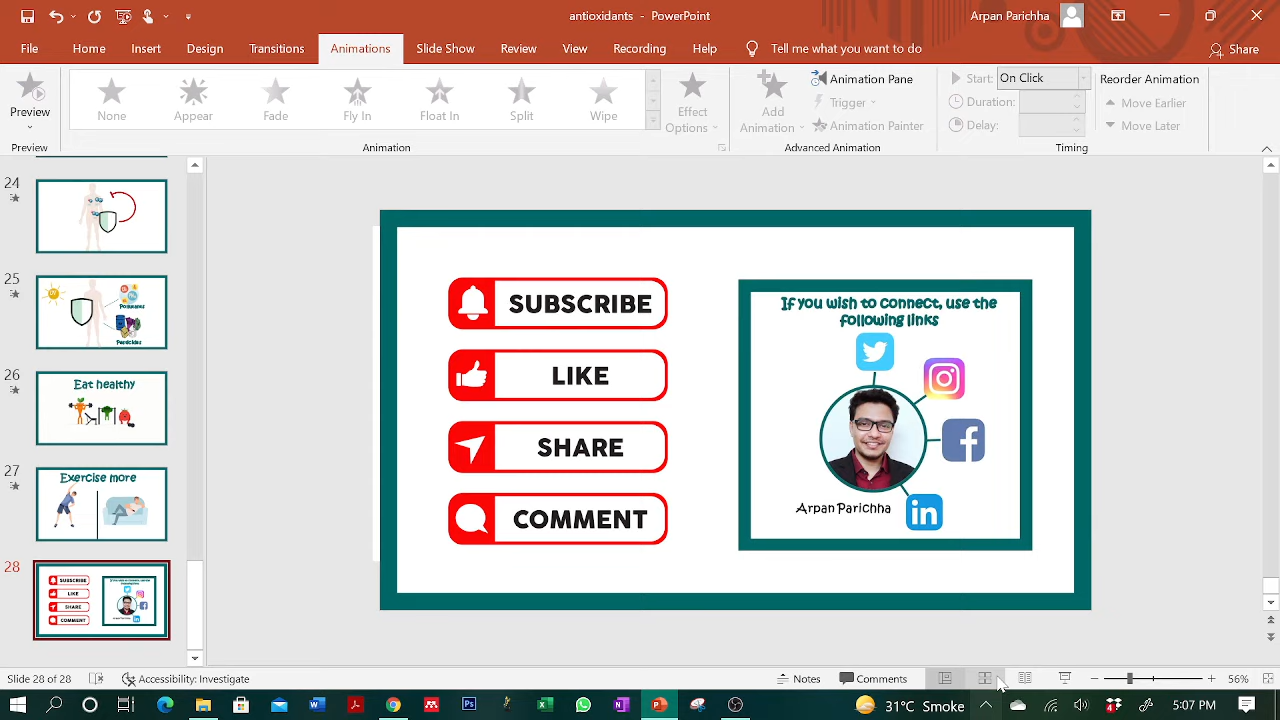 antioxidvant - PowerPoint
Arpan Parichha
File
Home
Insert
Design
Transitions
Animations
Slide Show
Review
View
Recording
Help
Tell me what you want to do
Share
Preview
None
Appear
Fade
Fly In
Float In
Split
Wipe
Effect
Options
Add
Animation
Animation Pane
Trigger
Animation Painter
Start:
On Click
Duration:
Delay:
Reorder Animation
Move Earlier
Move Later
Preview
Animation
Advanced Animation
Timing
24
25
26
Eat healthy
27
Exercise more
28
SUBSCRIBE
LIKE
SHARE
COMMENT
SUBSCRIBE
LIKE
SHARE
COMMENT
If you wish to connect, use the
following links
Arpan Parichha
Slide 28 of 28
Accessibility: Investigate
Notes
Comments
56%
31°C Smoke
5:07 PM